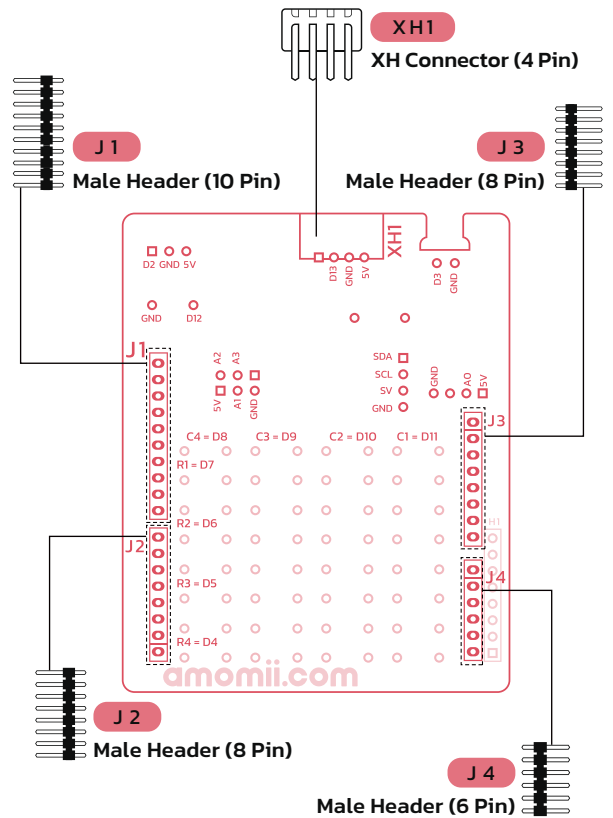 XH1
XH Connector (4 Pin)
J1
Male Header (10 Pin)
J3
Male Header (8 Pin)
XH1
D2 GND 5V
D13
GND
5V
D3
GND
GND
D12
J1
A2
A3
5V
A1
GND
SDA
SCL
5V
GND
GND
A0
5V
J3
C4 = D8
C3 = D9
C2 = D10
C1 = D11
R1 = D7
R2 = D6
J2
H1
R3 = D5
J4
R4 = D4
amomii.com
J2
Male Header (8 Pin)
J4
Male Header (6 Pin)